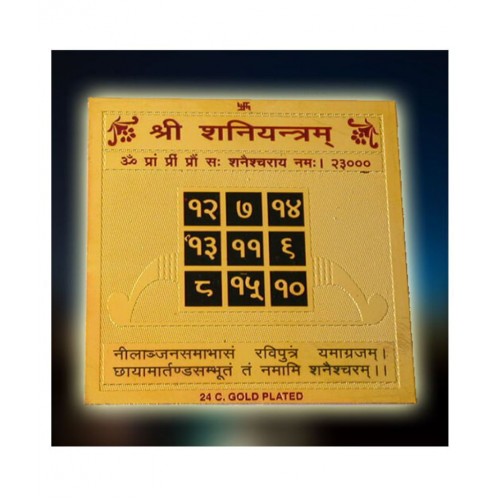 श्री शनियन्त्रम्
ॐ प्रां प्रीं प्रौं सः शनैश्चराय नमः। २३०००
१२ ७ १४
१३ ११ ६
८ १५ १०
नीलाञ्जनसमाभासं रविपुत्रं यमाग्रजम्।
छायामार्तण्डसम्भूतं तं नमामि शनैश्चरम्।।
24 C. GOLD PLATED